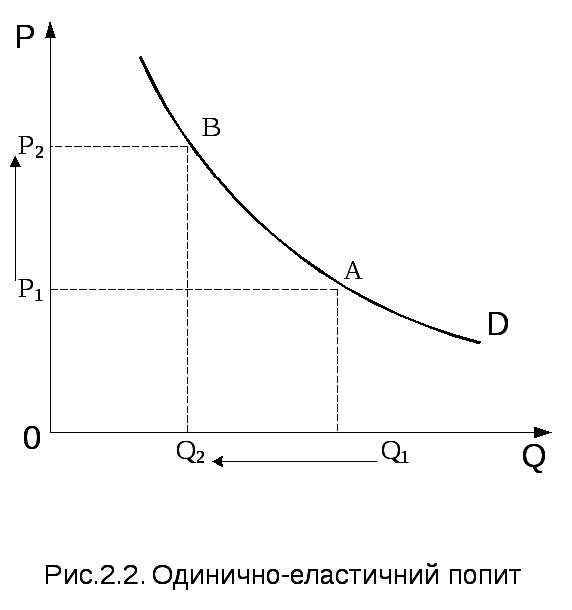 P
B
P₂
A
P₁
D
0
Q₂
Q₁
Q
Рис.2.2. Одинично-еластичний попит